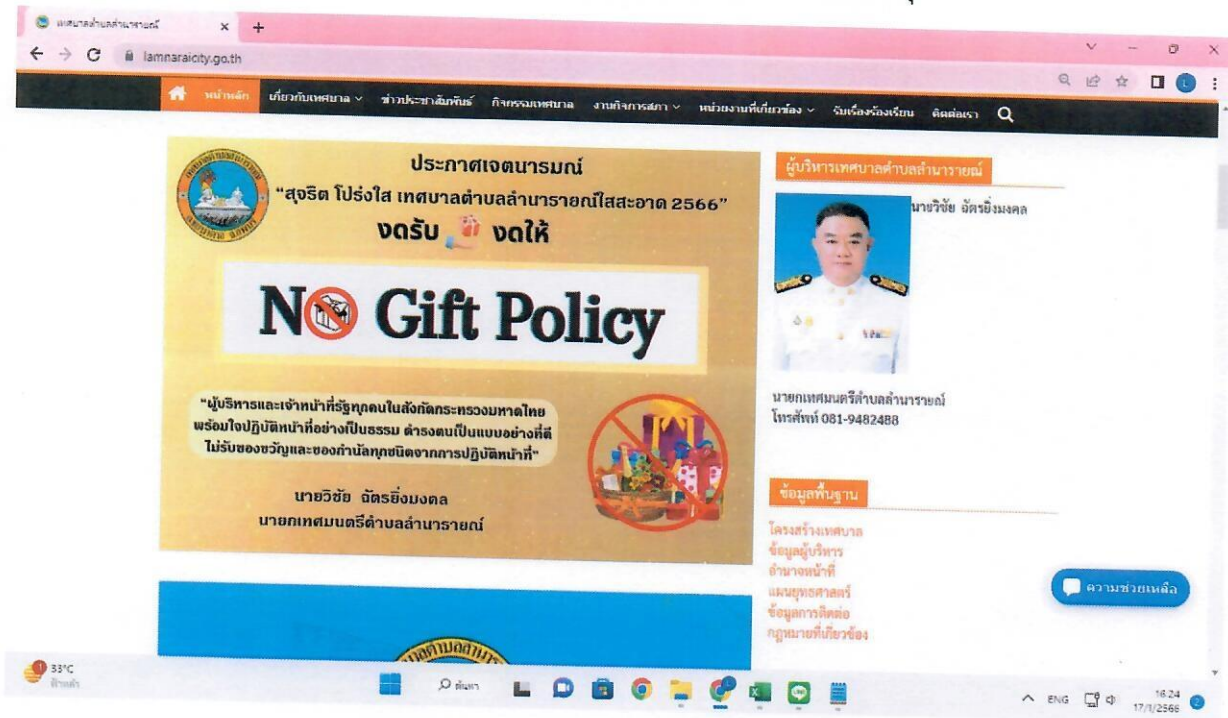 เทศบาลตำบลลำนารายณ์
lamnaraicity.go.th
หน้าหลัก เกี่ยวกับเทศบาล ข่าวประชาสัมพันธ์ กิจกรรมเทศบาล งานกิจการสภา หน่วยงานที่เกี่ยวข้อง รับเรื่องร้องเรียน ติดต่อเรา
ประกาศเจตนารมณ์
“สุจริต โปร่งใส เทศบาลตำบลลำนารายณ์ใสสะอาด 2566”
งดรับ งดให้
No Gift Policy
“ผู้บริหารและเจ้าหน้าที่รัฐทุกคนในสังกัดกระทรวงมหาดไทย
พร้อมใจปฏิบัติหน้าที่อย่างเป็นธรรม ดำรงตนเป็นแบบอย่างที่ดี
ไม่รับของขวัญและของกำนัลทุกชนิดจากการปฏิบัติหน้าที่”
นายวิชัย ฉัตรยิ่งมงคล
นายกเทศมนตรีตำบลลำนารายณ์
ผู้บริหารเทศบาลตำบลลำนารายณ์
นายวิชัย ฉัตรยิ่งมงคล
นายกเทศมนตรีตำบลลำนารายณ์
โทรศัพท์ 081-9482488
ข้อมูลพื้นฐาน
โครงสร้างเทศบาล
ข้อมูลผู้บริหาร
อำนาจหน้าที่
แผนยุทธศาสตร์
ข้อมูลการติดต่อ
กฎหมายที่เกี่ยวข้อง
ความช่วยเหลือ
33°C
ค้นหา
ENG
16:24
17/1/2566